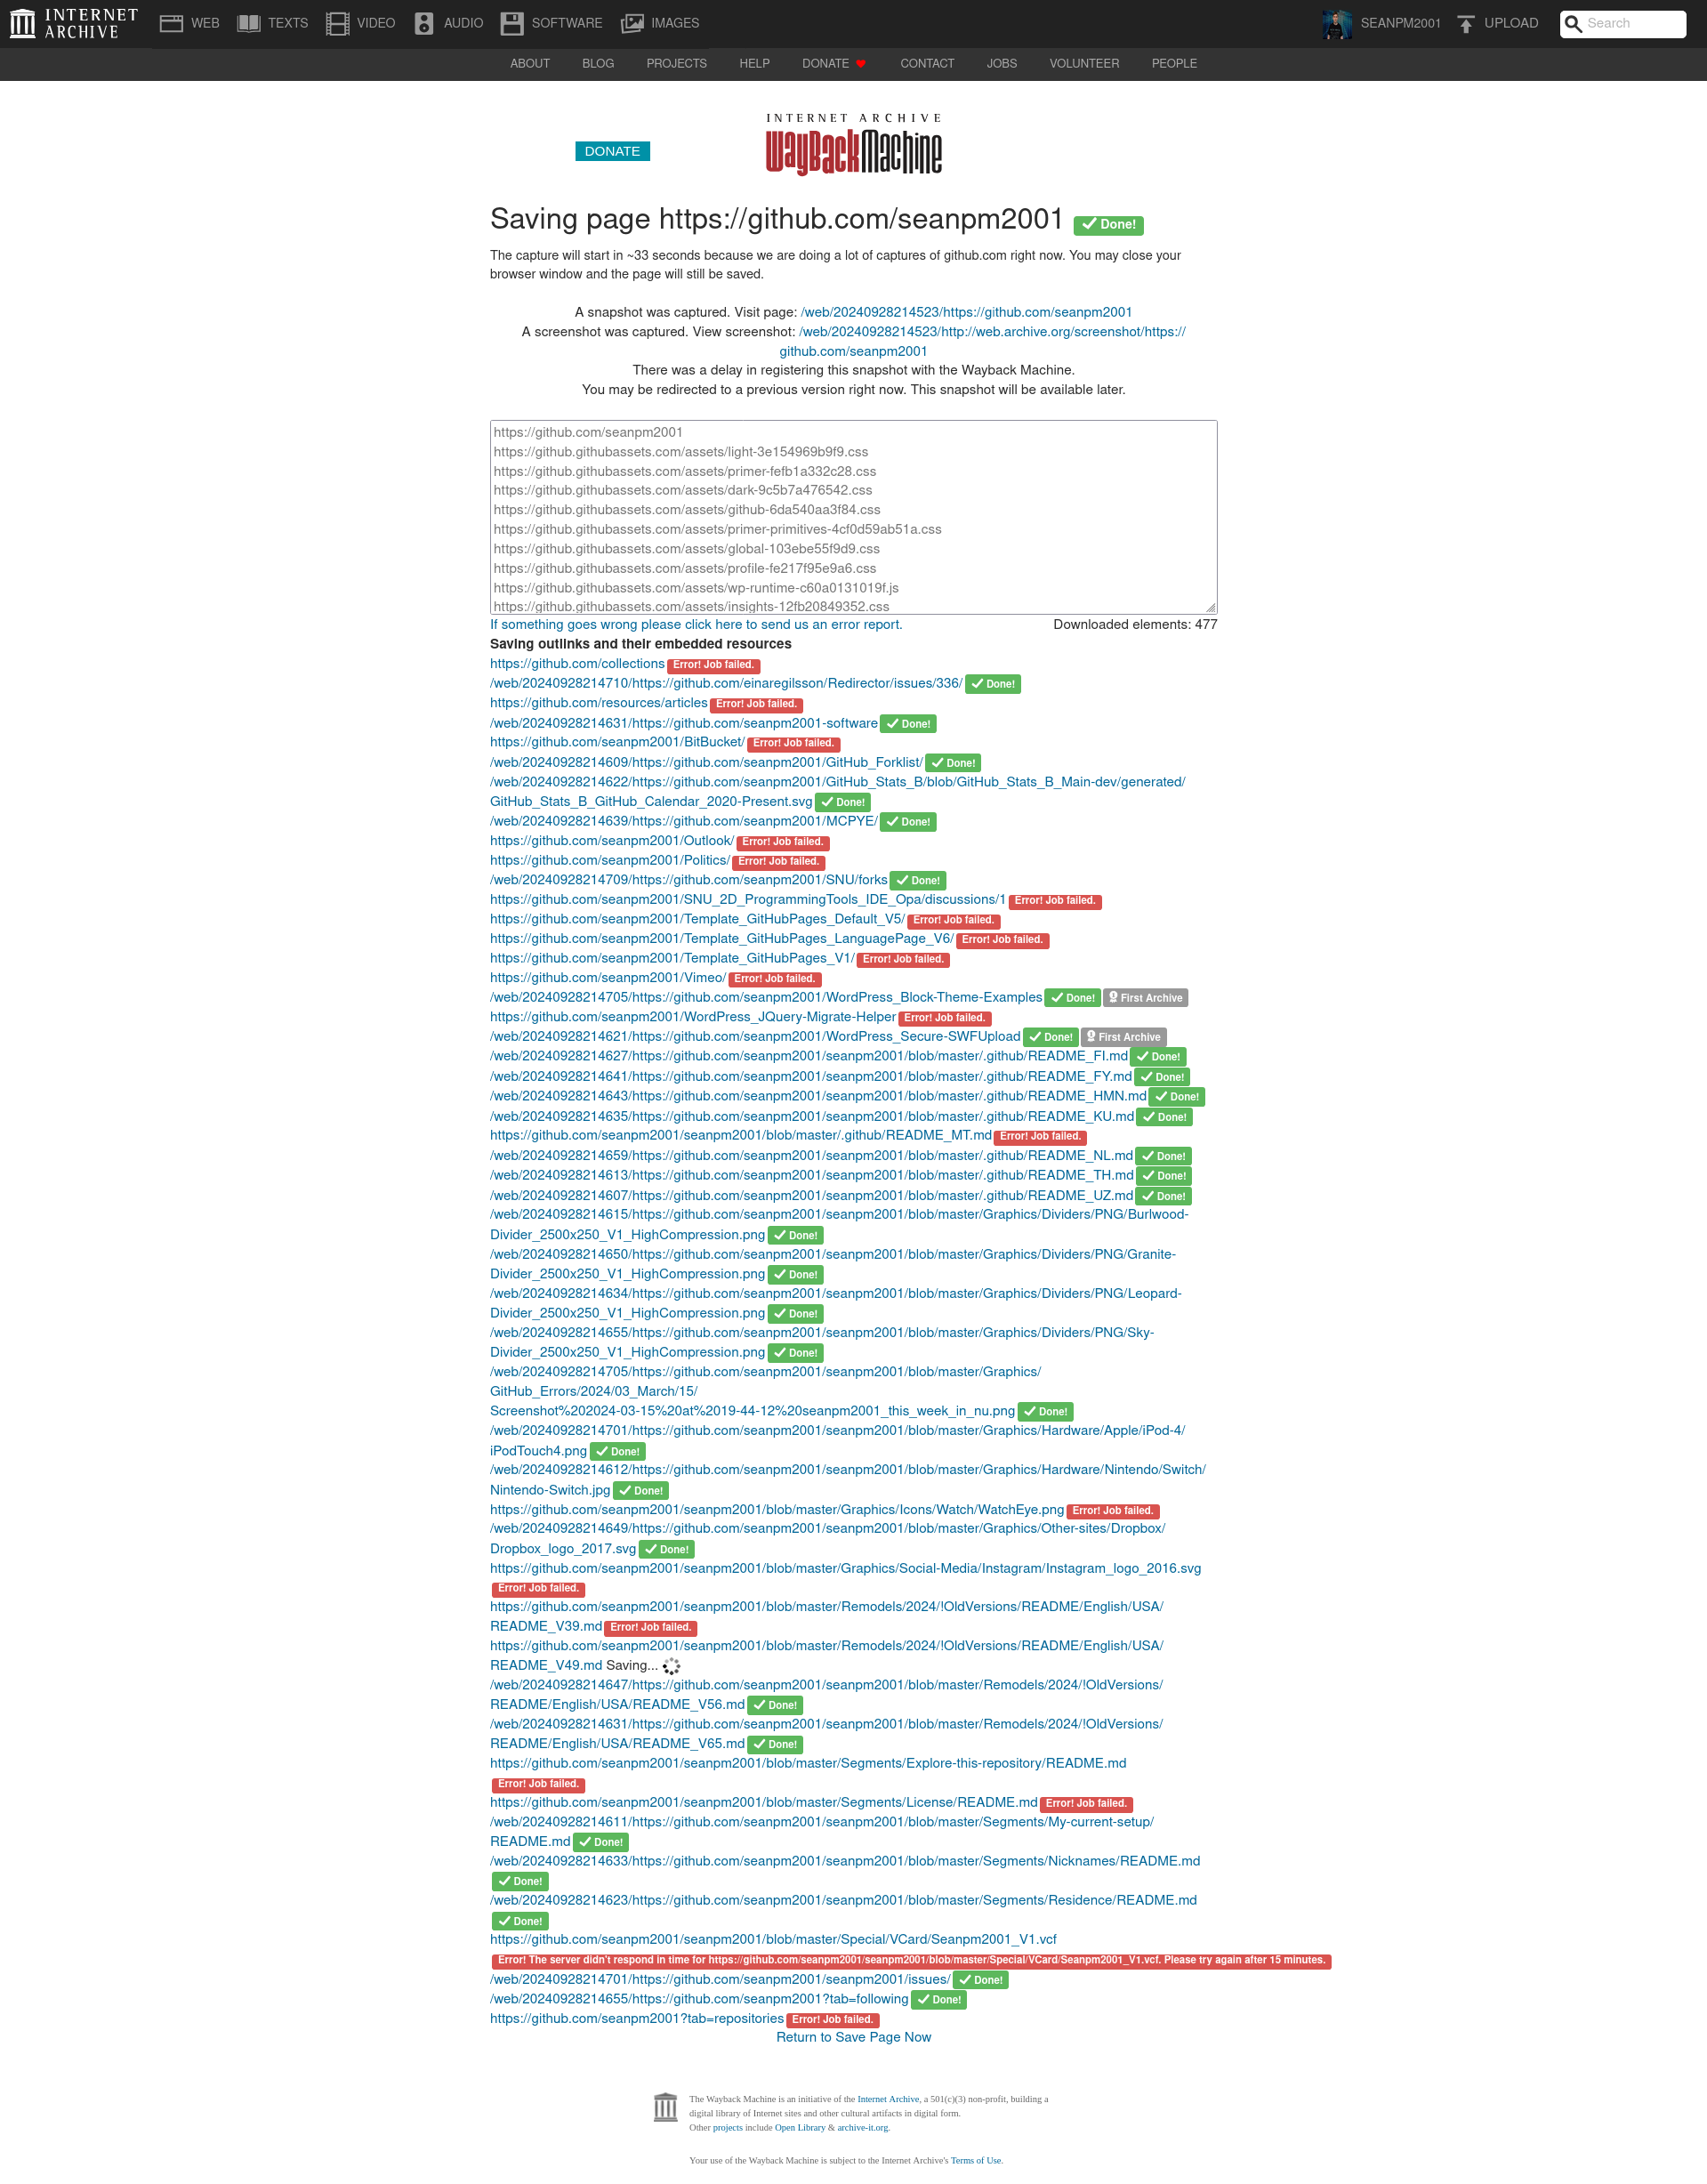 INTERNET ARCHIVE
WEB TEXTS VIDEO AUDIO SOFTWARE IMAGES SEANPM2001 UPLOAD Search
ABOUT BLOG PROJECTS HELP DONATE CONTACT JOBS VOLUNTEER PEOPLE
DONATE
INTERNET ARCHIVE
WayBackMachine
Saving page https://github.com/seanpm2001 Done!
The capture will start in ~33 seconds because we are doing a lot of captures of github.com right now. You may close your
browser window and the page will still be saved.
A snapshot was captured. Visit page: /web/20240928214523/https://github.com/seanpm2001
A screenshot was captured. View screenshot: /web/20240928214523/http://web.archive.org/screenshot/https://
github.com/seanpm2001
There was a delay in registering this snapshot with the Wayback Machine.
You may be redirected to a previous version right now. This snapshot will be available later.
https://github.com/seanpm2001
https://github.githubassets.com/assets/light-3e154969b9f9.css
https://github.githubassets.com/assets/primer-fefb1a332c28.css
https://github.githubassets.com/assets/dark-9c5b7a476542.css
https://github.githubassets.com/assets/github-6da540aa3f84.css
https://github.githubassets.com/assets/primer-primitives-4cf0d59ab51a.css
https://github.githubassets.com/assets/global-103ebe55f9d9.css
https://github.githubassets.com/assets/profile-fe217f95e9a6.css
https://github.githubassets.com/assets/wp-runtime-c60a0131019f.js
https://github.githubassets.com/assets/insights-12fb20849352.css
If something goes wrong please click here to send us an error report. Downloaded elements: 477
Saving outlinks and their embedded resources
https://github.com/collections Error! Job failed.
/web/20240928214710/https://github.com/einaregilsson/Redirector/issues/336/ Done!
https://github.com/resources/articles Error! Job failed.
/web/20240928214631/https://github.com/seanpm2001-software Done!
https://github.com/seanpm2001/BitBucket/ Error! Job failed.
/web/20240928214609/https://github.com/seanpm2001/GitHub_Forklist/ Done!
/web/20240928214622/https://github.com/seanpm2001/GitHub_Stats_B/blob/GitHub_Stats_B_Main-dev/generated/
GitHub_Stats_B_GitHub_Calendar_2020-Present.svg Done!
/web/20240928214639/https://github.com/seanpm2001/MCPYE/ Done!
https://github.com/seanpm2001/Outlook/ Error! Job failed.
https://github.com/seanpm2001/Politics/ Error! Job failed.
/web/20240928214709/https://github.com/seanpm2001/SNU/forks Done!
https://github.com/seanpm2001/SNU_2D_ProgrammingTools_IDE_Opa/discussions/1 Error! Job failed.
https://github.com/seanpm2001/Template_GitHubPages_Default_V5/ Error! Job failed.
https://github.com/seanpm2001/Template_GitHubPages_LanguagePage_V6/ Error! Job failed.
https://github.com/seanpm2001/Template_GitHubPages_V1/ Error! Job failed.
https://github.com/seanpm2001/Vimeo/ Error! Job failed.
/web/20240928214705/https://github.com/seanpm2001/WordPress_Block-Theme-Examples Done! First Archive
https://github.com/seanpm2001/WordPress_JQuery-Migrate-Helper Error! Job failed.
/web/20240928214621/https://github.com/seanpm2001/WordPress_Secure-SWFUpload Done! First Archive
/web/20240928214627/https://github.com/seanpm2001/seanpm2001/blob/master/.github/README_FI.md Done!
/web/20240928214641/https://github.com/seanpm2001/seanpm2001/blob/master/.github/README_FY.md Done!
/web/20240928214643/https://github.com/seanpm2001/seanpm2001/blob/master/.github/README_HMN.md Done!
/web/20240928214635/https://github.com/seanpm2001/seanpm2001/blob/master/.github/README_KU.md Done!
https://github.com/seanpm2001/seanpm2001/blob/master/.github/README_MT.md Error! Job failed.
/web/20240928214659/https://github.com/seanpm2001/seanpm2001/blob/master/.github/README_NL.md Done!
/web/20240928214613/https://github.com/seanpm2001/seanpm2001/blob/master/.github/README_TH.md Done!
/web/20240928214607/https://github.com/seanpm2001/seanpm2001/blob/master/.github/README_UZ.md Done!
/web/20240928214615/https://github.com/seanpm2001/seanpm2001/blob/master/Graphics/Dividers/PNG/Burlwood-
Divider_2500x250_V1_HighCompression.png Done!
/web/20240928214650/https://github.com/seanpm2001/seanpm2001/blob/master/Graphics/Dividers/PNG/Granite-
Divider_2500x250_V1_HighCompression.png Done!
/web/20240928214634/https://github.com/seanpm2001/seanpm2001/blob/master/Graphics/Dividers/PNG/Leopard-
Divider_2500x250_V1_HighCompression.png Done!
/web/20240928214655/https://github.com/seanpm2001/seanpm2001/blob/master/Graphics/Dividers/PNG/Sky-
Divider_2500x250_V1_HighCompression.png Done!
/web/20240928214705/https://github.com/seanpm2001/seanpm2001/blob/master/Graphics/
GitHub_Errors/2024/03_March/15/
Screenshot%202024-03-15%20at%2019-44-12%20seanpm2001_this_week_in_nu.png Done!
/web/20240928214701/https://github.com/seanpm2001/seanpm2001/blob/master/Graphics/Hardware/Apple/iPod-4/
iPodTouch4.png Done!
/web/20240928214612/https://github.com/seanpm2001/seanpm2001/blob/master/Graphics/Hardware/Nintendo/Switch/
Nintendo-Switch.jpg Done!
https://github.com/seanpm2001/seanpm2001/blob/master/Graphics/Icons/Watch/WatchEye.png Error! Job failed.
/web/20240928214649/https://github.com/seanpm2001/seanpm2001/blob/master/Graphics/Other-sites/Dropbox/
Dropbox_logo_2017.svg Done!
https://github.com/seanpm2001/seanpm2001/blob/master/Graphics/Social-Media/Instagram/Instagram_logo_2016.svg
Error! Job failed.
https://github.com/seanpm2001/seanpm2001/blob/master/Remodels/2024/!OldVersions/README/English/USA/
README_V39.md Error! Job failed.
https://github.com/seanpm2001/seanpm2001/blob/master/Remodels/2024/!OldVersions/README/English/USA/
README_V49.md Saving...
/web/20240928214647/https://github.com/seanpm2001/seanpm2001/blob/master/Remodels/2024/!OldVersions/
README/English/USA/README_V56.md Done!
/web/20240928214631/https://github.com/seanpm2001/seanpm2001/blob/master/Remodels/2024/!OldVersions/
README/English/USA/README_V65.md Done!
https://github.com/seanpm2001/seanpm2001/blob/master/Segments/Explore-this-repository/README.md
Error! Job failed.
https://github.com/seanpm2001/seanpm2001/blob/master/Segments/License/README.md Error! Job failed.
/web/20240928214611/https://github.com/seanpm2001/seanpm2001/blob/master/Segments/My-current-setup/
README.md Done!
/web/20240928214633/https://github.com/seanpm2001/seanpm2001/blob/master/Segments/Nicknames/README.md
Done!
/web/20240928214623/https://github.com/seanpm2001/seanpm2001/blob/master/Segments/Residence/README.md
Done!
https://github.com/seanpm2001/seanpm2001/blob/master/Special/VCard/Seanpm2001_V1.vcf
Error! The server didn't respond in time for https://github.com/seanpm2001/seanpm2001/blob/master/Special/VCard/Seanpm2001_V1.vcf. Please try again after 15 minutes.
/web/20240928214701/https://github.com/seanpm2001/seanpm2001/issues/ Done!
/web/20240928214655/https://github.com/seanpm2001?tab=following Done!
https://github.com/seanpm2001?tab=repositories Error! Job failed.
Return to Save Page Now
The Wayback Machine is an initiative of the Internet Archive, a 501(c)(3) non-profit, building a
digital library of Internet sites and other cultural artifacts in digital form.
Other projects include Open Library & archive-it.org.
Your use of the Wayback Machine is subject to the Internet Archive's Terms of Use.